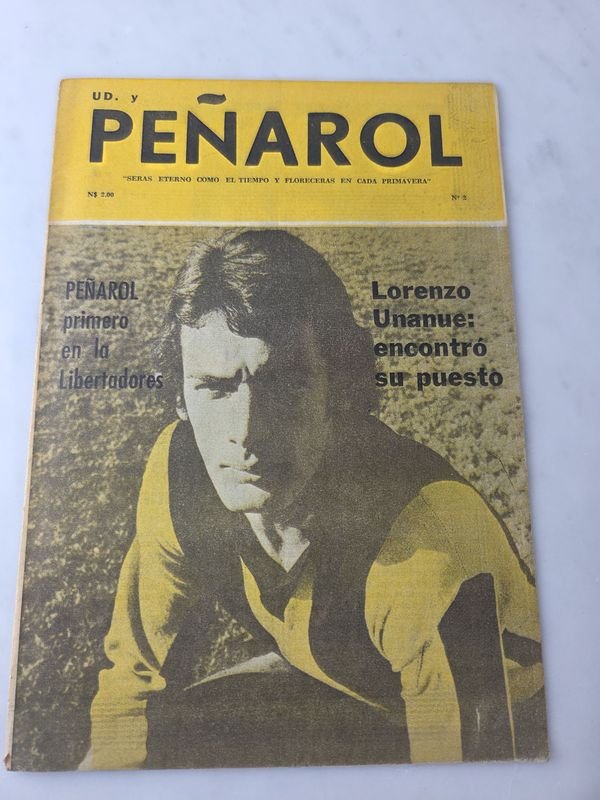 UD. y
PEÑAROL
"SERAS ETERNO COMO EL TIEMPO Y FLORECERAS EN CADA PRIMAVERA"
N$ 2.00
Nº 2
PEÑAROL
primero
en la
Libertadores
Lorenzo
Unanue:
encontró
su puesto